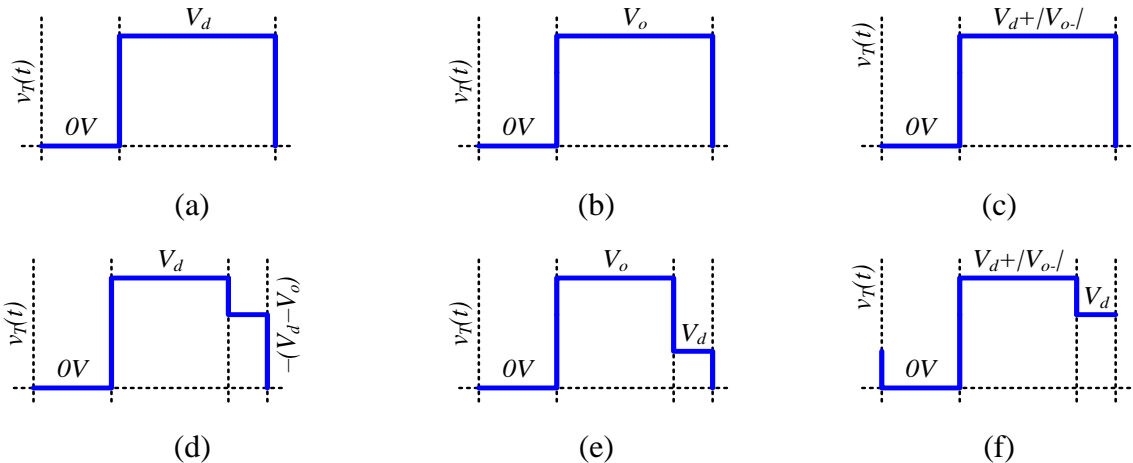 V_d
V_o
V_d+|V_o-|
v_T(t)
0V
v_T(t)
0V
v_T(t)
0V
(a)
(b)
(c)
V_d
V_o
V_d+|V_o-|
v_T(t)
0V
–(V_d–V_o)
v_T(t)
0V
V_d
v_T(t)
0V
V_d
(d)
(e)
(f)